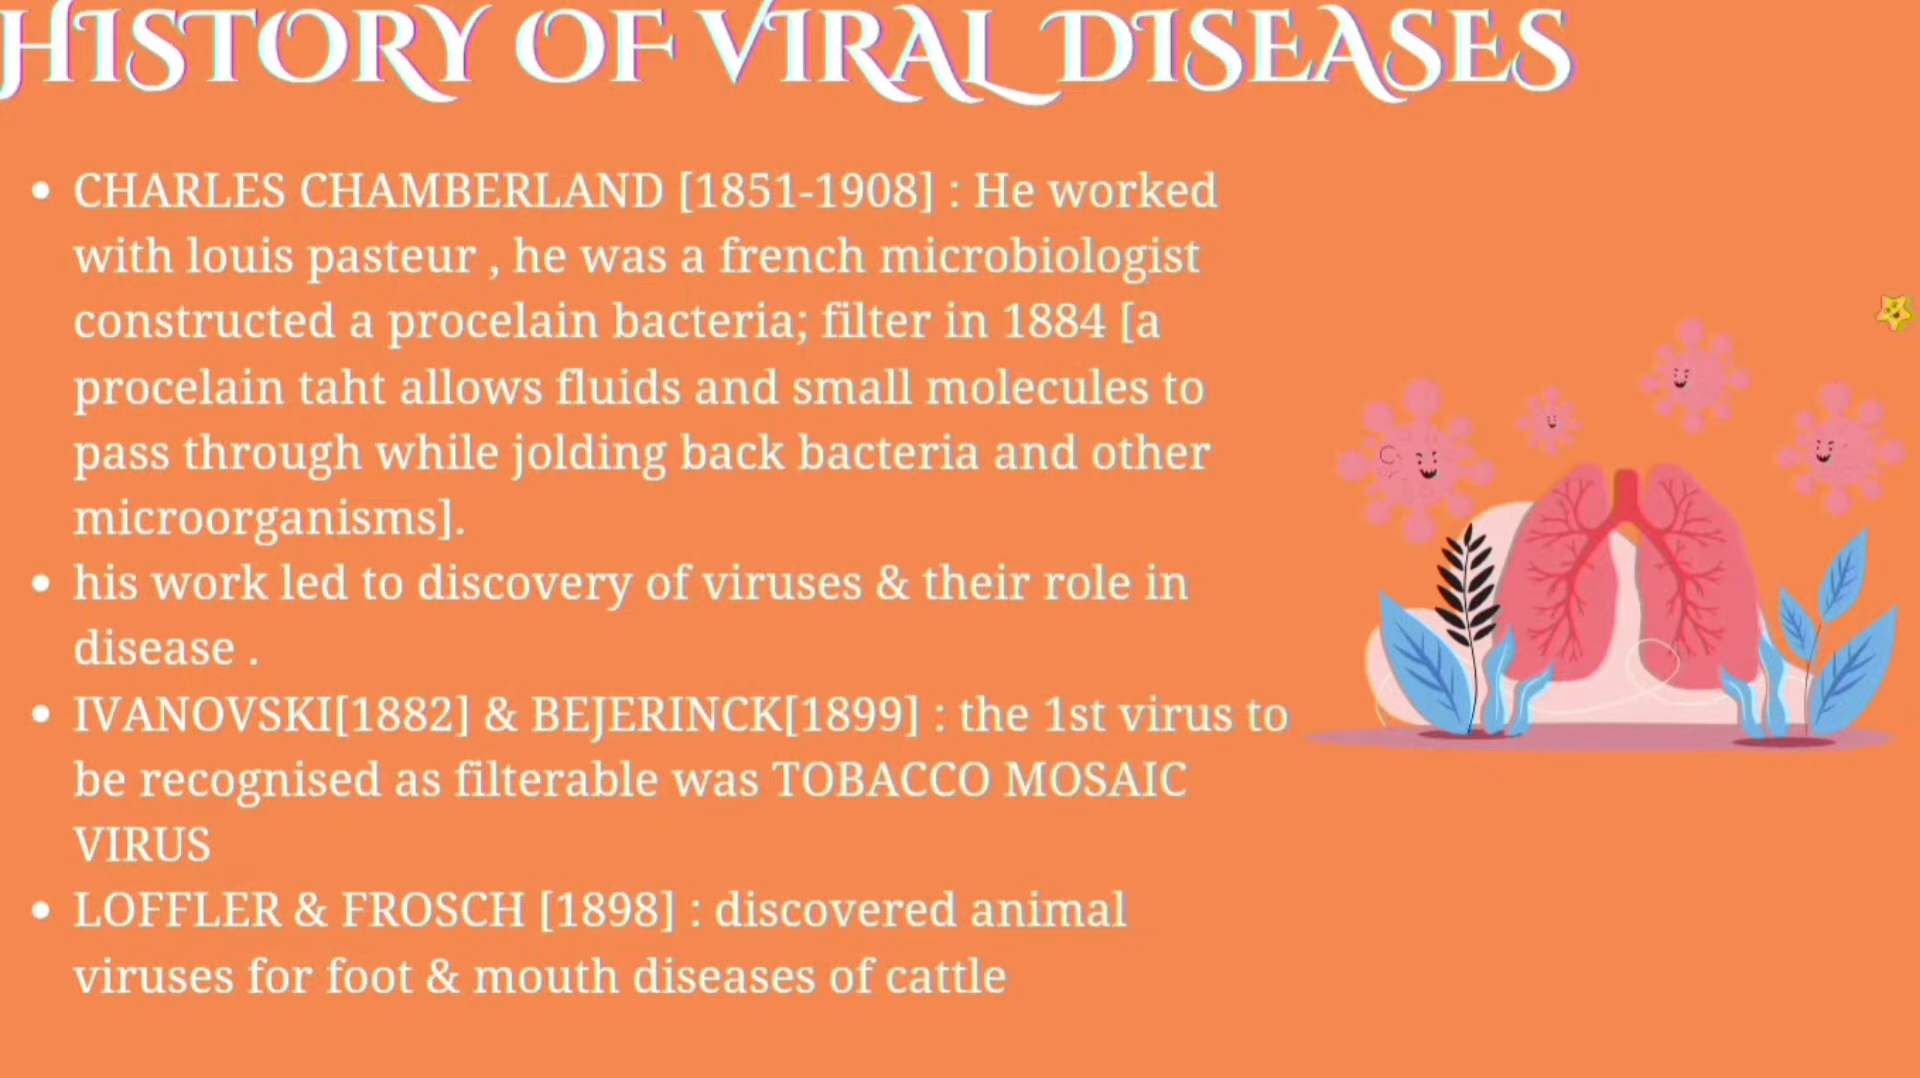 HISTORY OF VIRAL DISEASES
• CHARLES CHAMBERLAND [1851-1908] : He worked
with louis pasteur , he was a french microbiologist
constructed a procelain bacteria; filter in 1884 [a
procelain taht allows fluids and small molecules to
pass through while jolding back bacteria and other
microorganisms].
• his work led to discovery of viruses & their role in
disease .
• IVANOVSKI[1882] & BEJERINCK[1899] : the 1st virus to
be recognised as filterable was TOBACCO MOSAIC
VIRUS
• LOFFLER & FROSCH [1898] : discovered animal
viruses for foot & mouth diseases of cattle